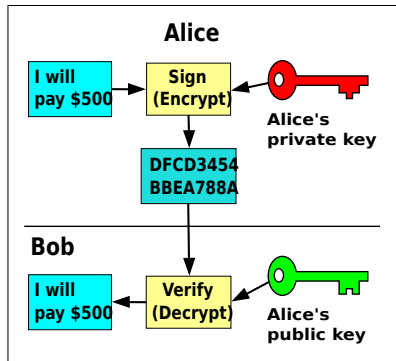 Alice
I will
pay $500
Sign
(Encrypt)
Alice's
private key
DFCD3454
BBEA788A
Bob
I will
pay $500
Verify
(Decrypt)
Alice's
public key